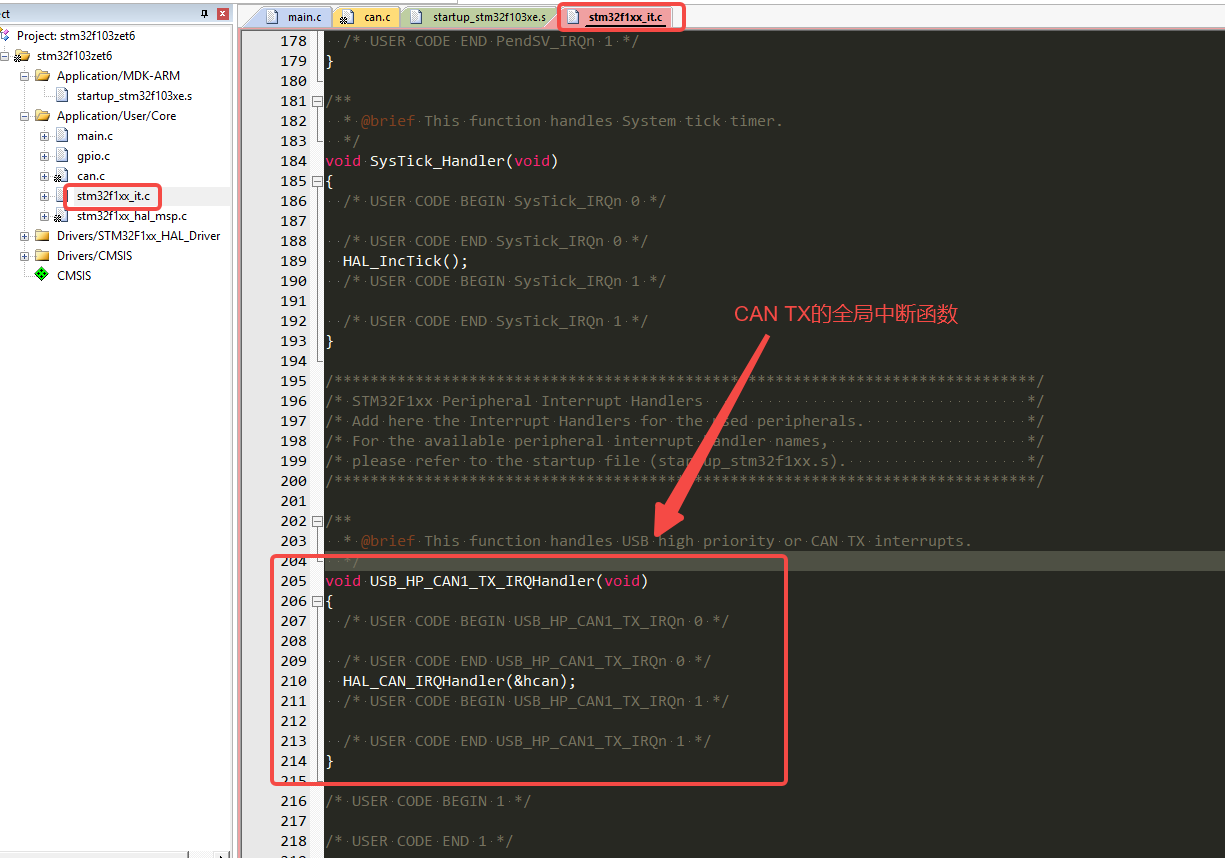 ct
main.c
can.c
startup_stm32f103xe.s
stm32f1xx_it.c
Project: stm32f103zet6
stm32f103zet6
Application/MDK-ARM
startup_stm32f103xe.s
Application/User/Core
main.c
gpio.c
can.c
stm32f1xx_it.c
stm32f1xx_hal_msp.c
Drivers/STM32F1xx_HAL_Driver
Drivers/CMSIS
CMSIS
178 /* USER CODE END PendSV_IRQn 1 */
179 }
180
181 /**
182 * @brief This function handles System tick timer.
183 */
184 void SysTick_Handler(void)
185 {
186 /* USER CODE BEGIN SysTick_IRQn 0 */
187
188 /* USER CODE END SysTick_IRQn 0 */
189 HAL_IncTick();
190 /* USER CODE BEGIN SysTick_IRQn 1 */
191
192 /* USER CODE END SysTick_IRQn 1 */
193 }
194
CAN TX的全局中断函数
195 /******************************************************************************/
196 /* STM32F1xx Peripheral Interrupt Handlers */
197 /* Add here the Interrupt Handlers for the used peripherals. */
198 /* For the available peripheral interrupt handler names, */
199 /* please refer to the startup file (startup_stm32f1xx.s). */
200 /******************************************************************************/
201
202 /**
203 * @brief This function handles USB high priority or CAN TX interrupts.
204 */
205 void USB_HP_CAN1_TX_IRQHandler(void)
206 {
207 /* USER CODE BEGIN USB_HP_CAN1_TX_IRQn 0 */
208
209 /* USER CODE END USB_HP_CAN1_TX_IRQn 0 */
210 HAL_CAN_IRQHandler(&hcan);
211 /* USER CODE BEGIN USB_HP_CAN1_TX_IRQn 1 */
212
213 /* USER CODE END USB_HP_CAN1_TX_IRQn 1 */
214 }
215
216 /* USER CODE BEGIN 1 */
217
218 /* USER CODE END 1 */